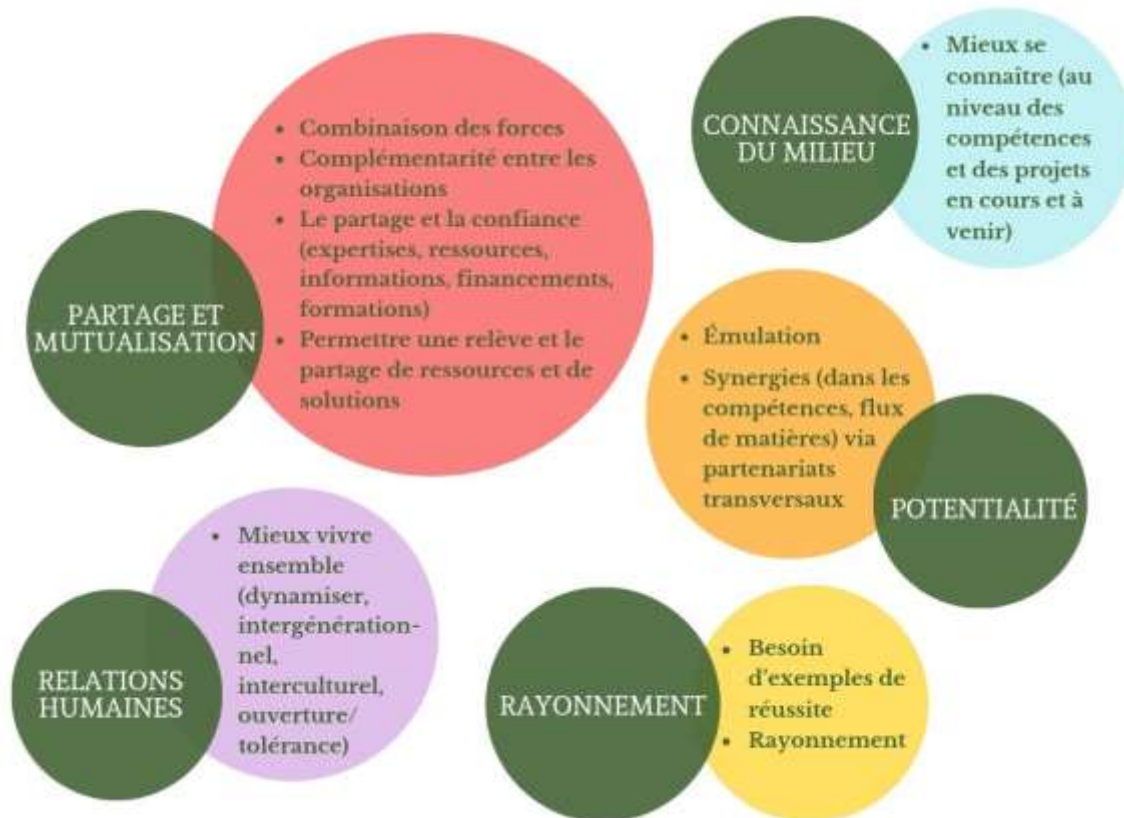 PARTAGE ET
MUTUALISATION
• Combinaison des forces
• Complémentarité entre les
organisations
• Le partage et la confiance
(expertises, ressources,
informations, financements,
formations)
• Permettre une relève et le
partage de ressources et de
solutions
CONNAISSANCE
DU MILIEU
• Mieux se
connaître (au
niveau des
compétences
et des projets
en cours et à
venir)
• Émulation
• Synergies (dans les
compétences, flux
de matières) via
partenariats
transversaux
POTENTIALITÉ
RELATIONS
HUMAINES
• Mieux vivre
ensemble
(dynamiser,
intergénération-
nel,
interculturel,
ouverture/
tolérance)
RAYONNEMENT
• Besoin
d'exemples de
réussite
• Rayonnement